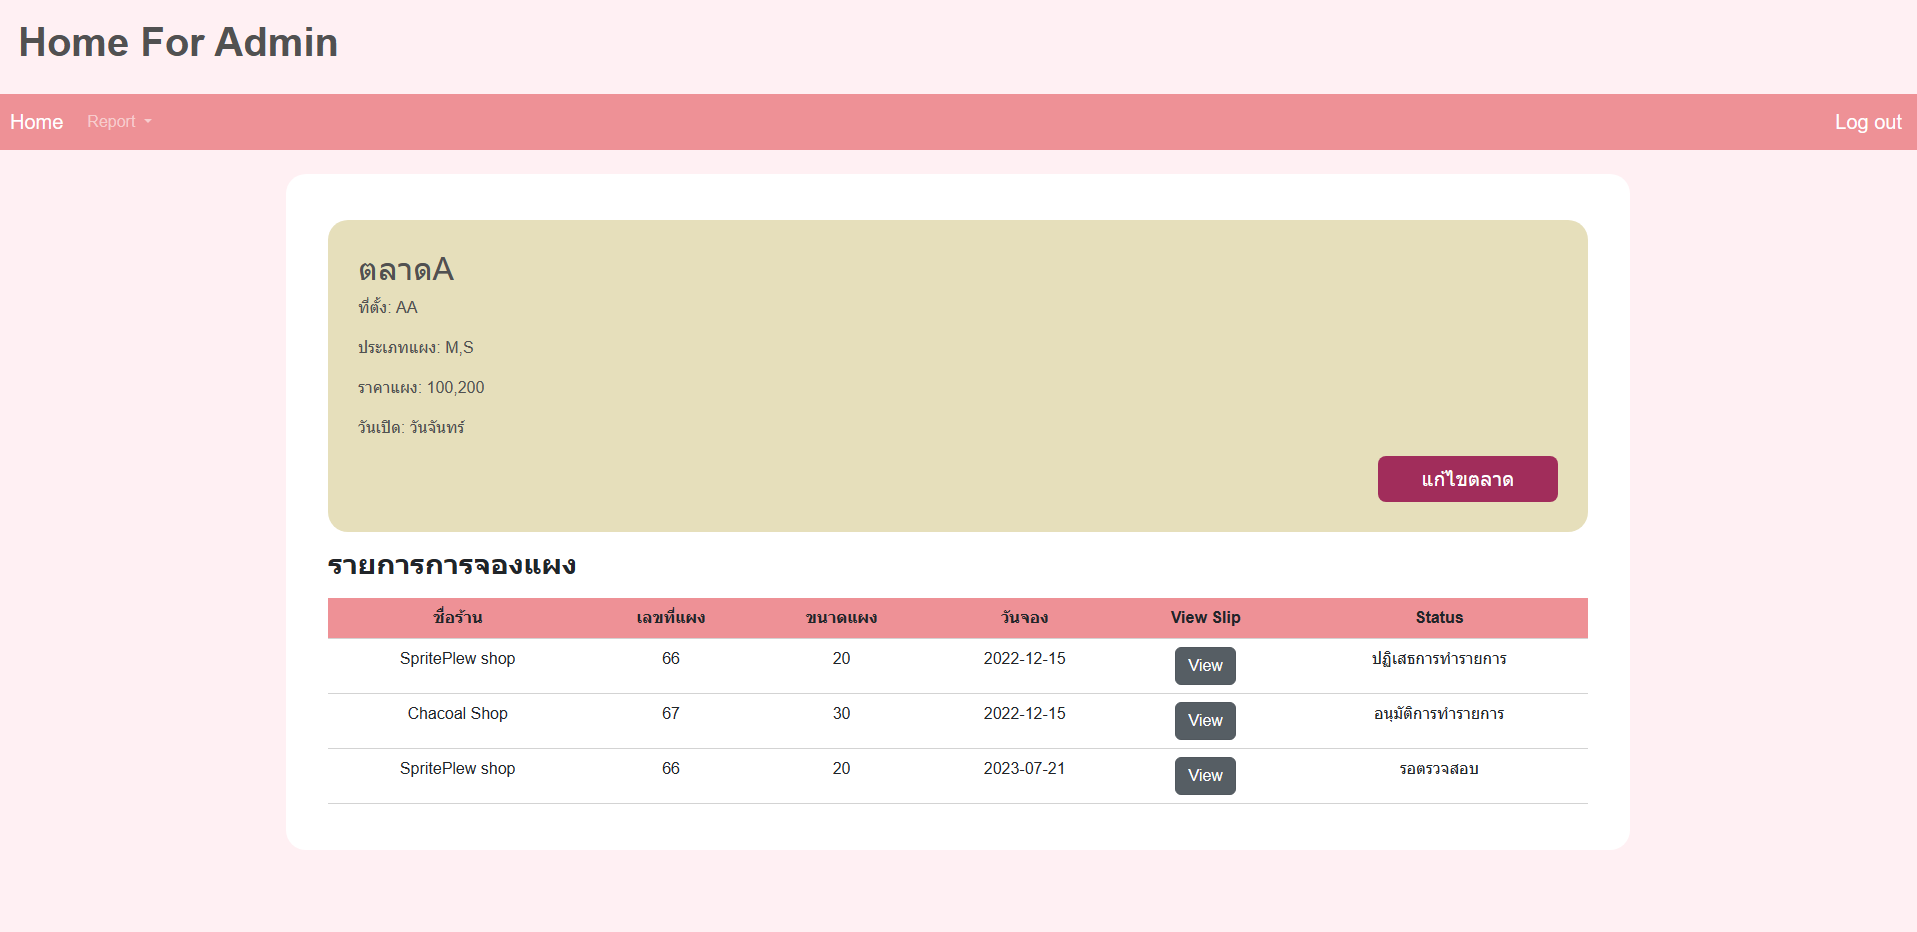 Home For Admin
Home Report Log out
ตลาดA
ที่ตั้ง: AA
ประเภทแผง: M,S
ราคาแผง: 100,200
วันเปิด: วันจันทร์
แก้ไขตลาด
รายการการจองแผง
ชื่อร้าน เลขที่แผง ขนาดแผง วันจอง View Slip Status
SpritePlew shop 66 20 2022-12-15 View ปฏิเสธการทำรายการ
Chacoal Shop 67 30 2022-12-15 View อนุมัติการทำรายการ
SpritePlew shop 66 20 2023-07-21 View รอตรวจสอบ